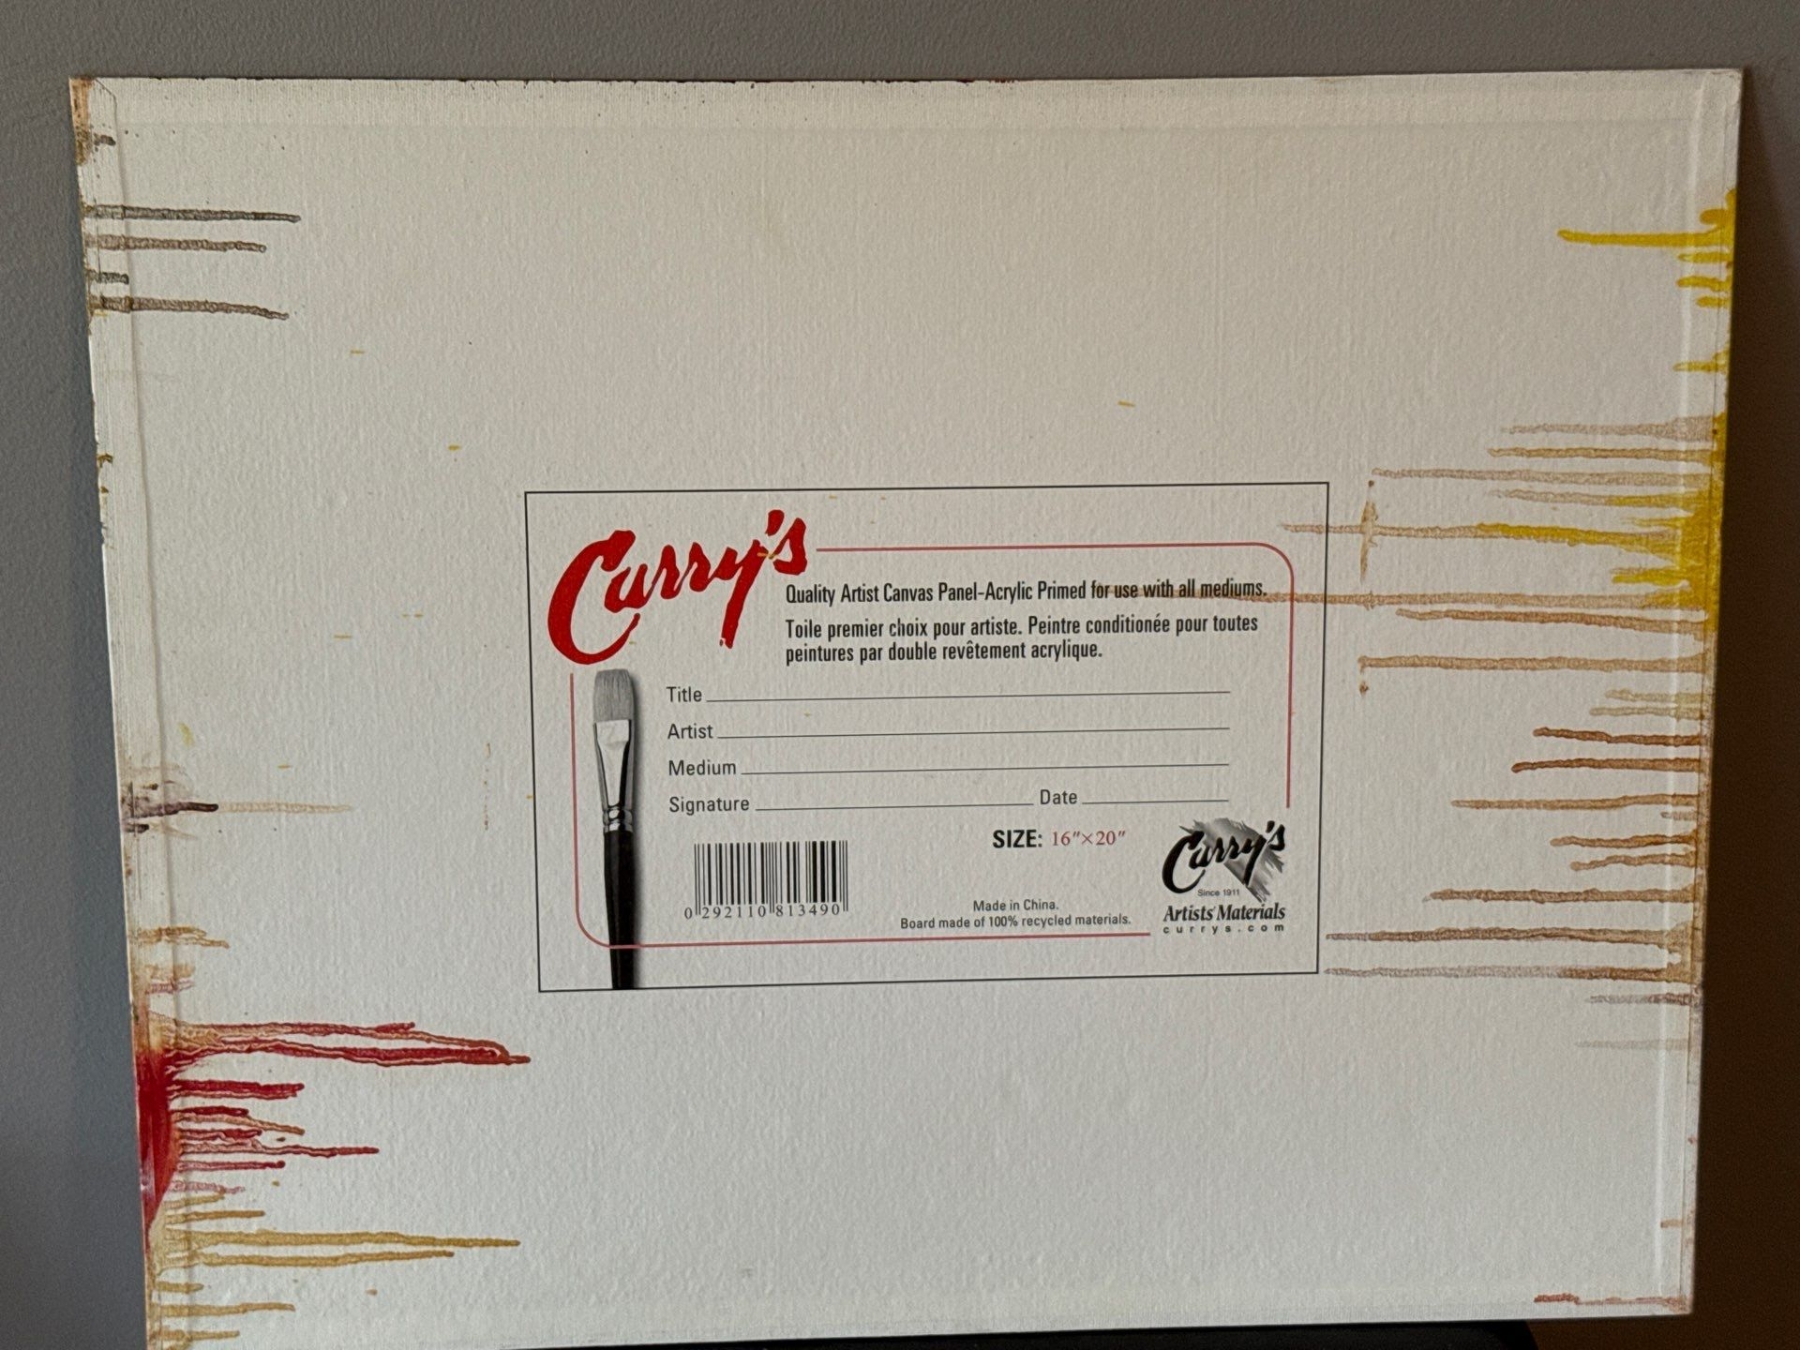 Curry's
Quality Artist Canvas Panel-Acrylic Primed for use with all mediums.
Toile premier choix pour artiste. Peintre conditionée pour toutes
peintures par double revêtement acrylique.
Title
Artist
Medium
Signature Date
SIZE: 16"×20"
0 292110 813490
Made in China.
Board made of 100% recycled materials.
Curry's
Since 1911
Artists' Materials
currys.com